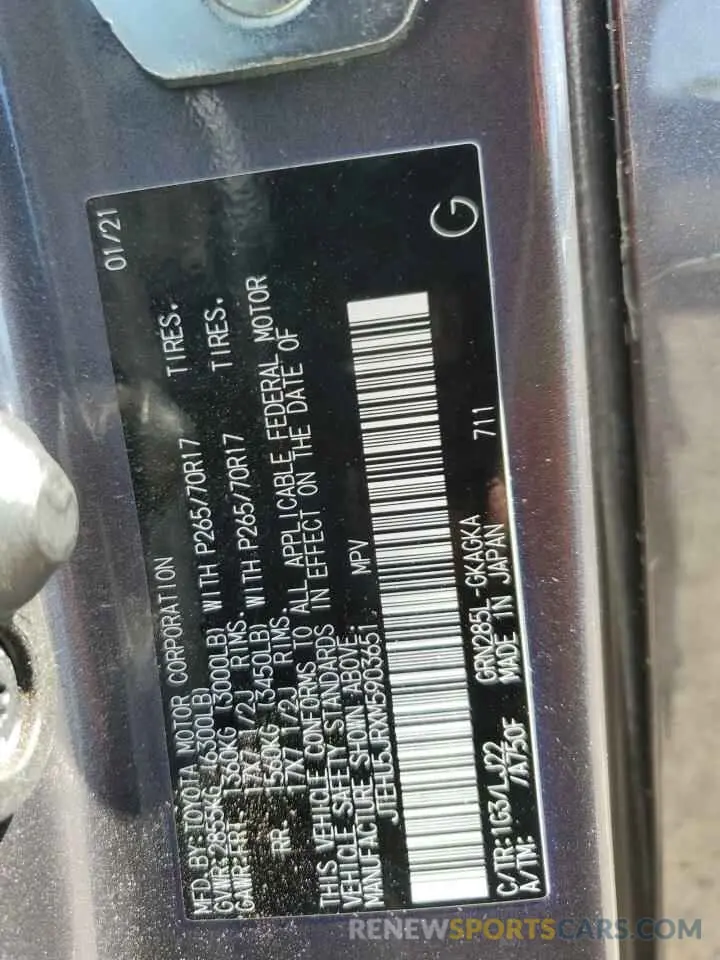 MFD.BY:TOYOTA MOTOR CORPORATION 01/21
GVWR:2855KG (6300LB)
GAWR:FRT. 1360KG (3000LB) WITH P265/70R17 TIRES.
17X7 1/2J RIMS.
RR. 1560KG (3450LB) WITH P265/70R17 TIRES.
17X7 1/2J RIMS.
THIS VEHICLE CONFORMS TO ALL APPLICABLE FEDERAL MOTOR
VEHICLE SAFETY STANDARDS IN EFFECT ON THE DATE OF
MANUFACTURE SHOWN ABOVE.
JTEHU5JRXM5903651 MPV
C/TR:1G3/LJ22 GRN285L-GKAGKA 711
A/TM: /A750F MADE IN JAPAN
G
RENEWSPORTSCARS.COM